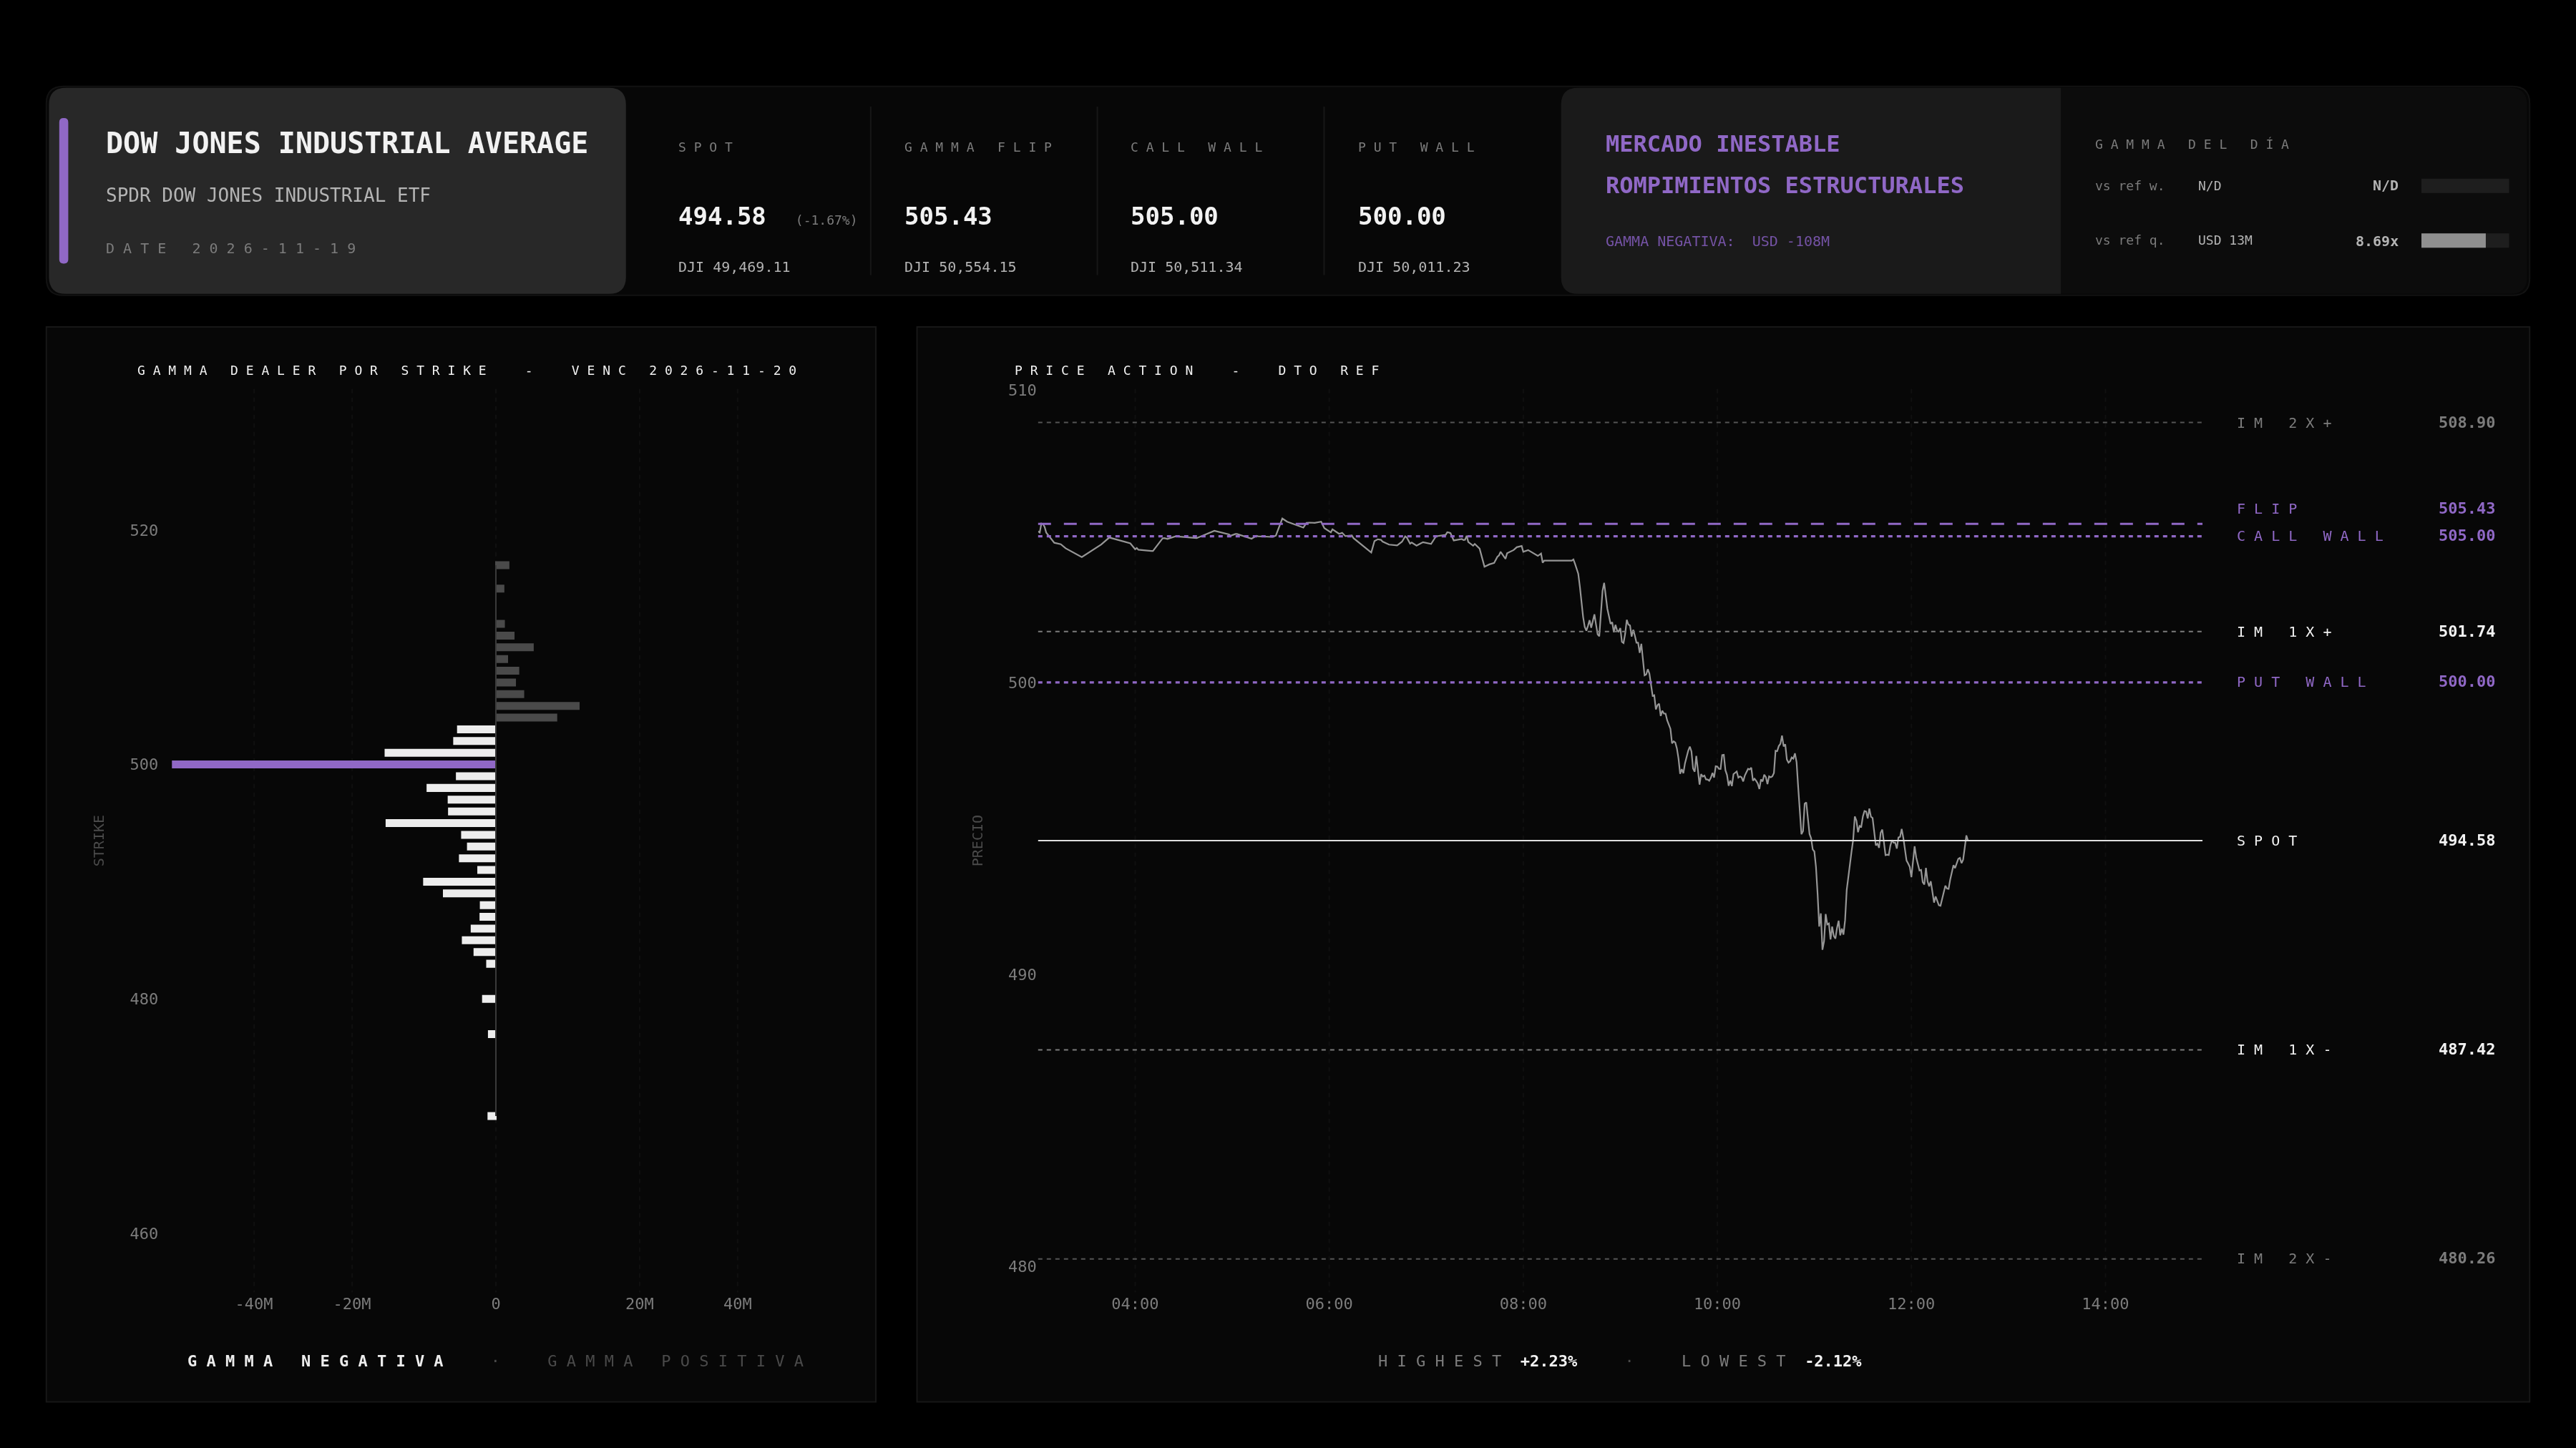 DOW JONES INDUSTRIAL AVERAGE
SPDR DOW JONES INDUSTRIAL ETF
DATE 2026-11-19
SPOT
494.58 (-1.67%)
DJI 49,469.11
GAMMA FLIP
505.43
DJI 50,554.15
CALL WALL
505.00
DJI 50,511.34
PUT WALL
500.00
DJI 50,011.23
MERCADO INESTABLE
ROMPIMIENTOS ESTRUCTURALES
GAMMA NEGATIVA: USD -108M
GAMMA DEL DÍA
vs ref w. N/D N/D
vs ref q. USD 13M 8.69x
GAMMA DEALER POR STRIKE - VENC 2026-11-20
520
500
480
460
STRIKE
-40M -20M 0 20M 40M
GAMMA NEGATIVA · GAMMA POSITIVA
PRICE ACTION - DTO REF
510
500
490
480
PRECIO
IM 2X+ 508.90
FLIP 505.43
CALL WALL 505.00
IM 1X+ 501.74
PUT WALL 500.00
SPOT 494.58
IM 1X- 487.42
IM 2X- 480.26
04:00 06:00 08:00 10:00 12:00 14:00
HIGHEST +2.23% · LOWEST -2.12%